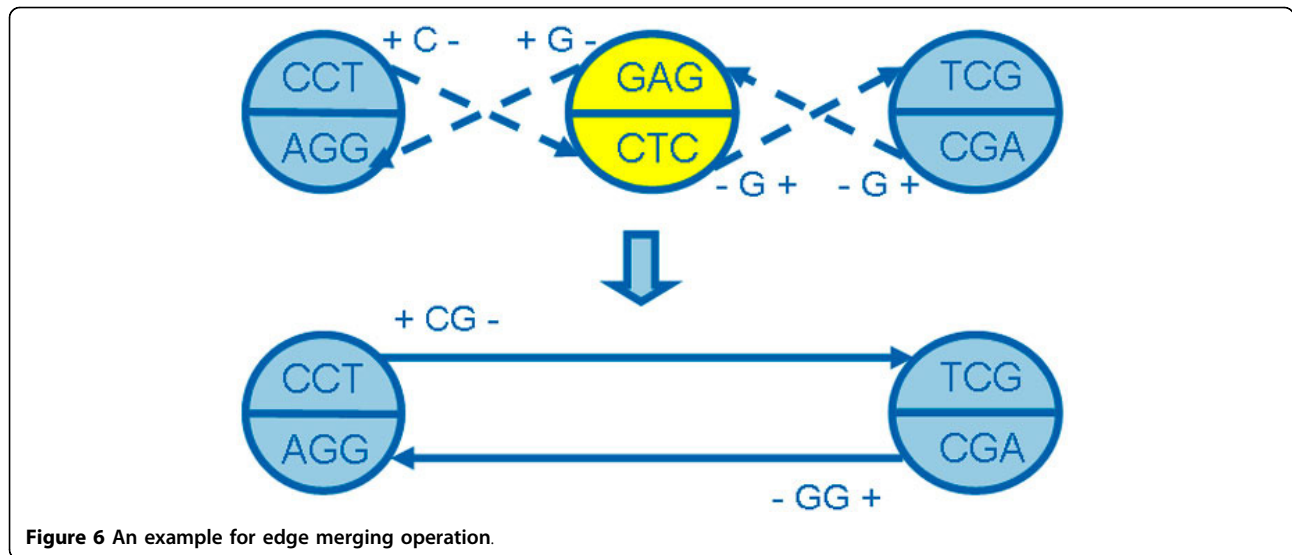 + C - + G -
CCT GAG TCG
AGG CTC CGA
- G + - G +
+ CG -
CCT TCG
AGG CGA
- GG +
Figure 6 An example for edge merging operation.